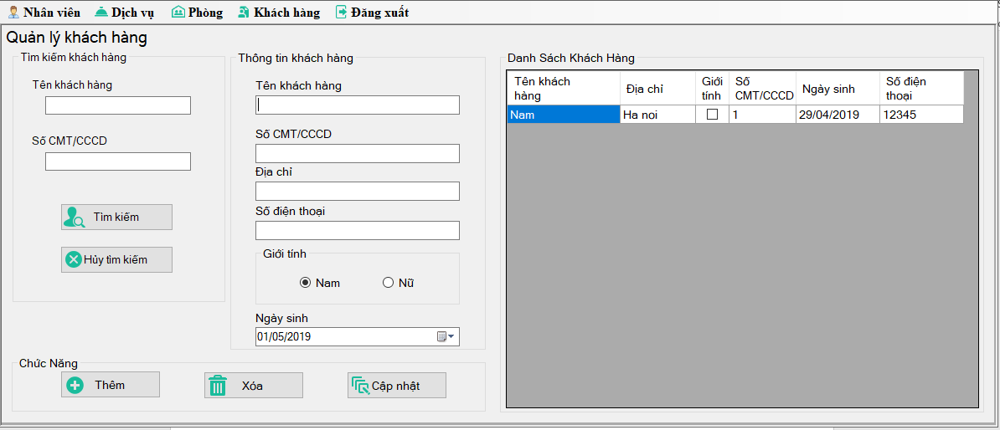 Nhân viên Dịch vụ Phòng Khách hàng Đăng xuất
Quản lý khách hàng
Tìm kiếm khách hàng
Tên khách hàng
Số CMT/CCCD
Tìm kiếm
Hủy tìm kiếm
Thông tin khách hàng
Tên khách hàng
Số CMT/CCCD
Địa chỉ
Số điện thoại
Giới tính
Nam Nữ
Ngày sinh
01/05/2019
Chức Năng
Thêm Xóa Cập nhật
Danh Sách Khách Hàng
Tên khách hàng Địa chỉ Giới tính Số CMT/CCCD Ngày sinh Số điện thoại
Nam Ha noi 1 29/04/2019 12345